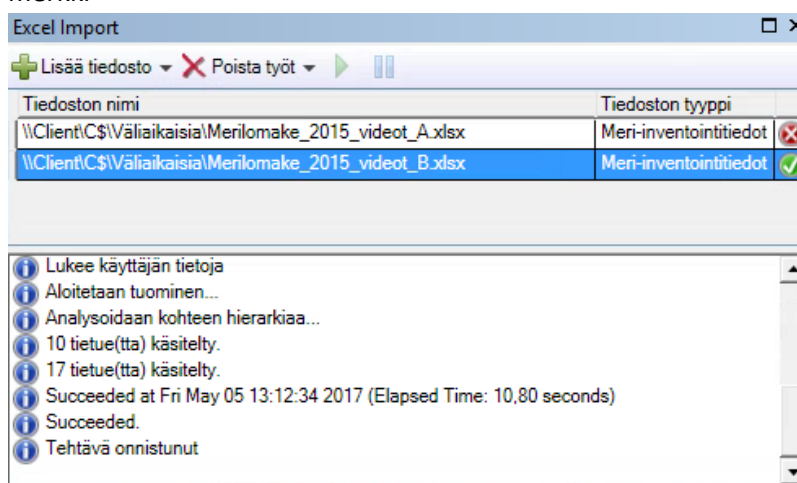 Excel Import
Lisää tiedosto Poista työt
Tiedoston nimi Tiedoston tyyppi
\\Client\C$\Väliaikaisia\Merilomake_2015_videot_A.xlsx Meri-inventointitiedot
\\Client\C$\Väliaikaisia\Merilomake_2015_videot_B.xlsx Meri-inventointitiedot
Lukee käyttäjän tietoja
Aloitetaan tuominen...
Analysoidaan kohteen hierarkiaa...
10 tietue(tta) käsitelty.
17 tietue(tta) käsitelty.
Succeeded at Fri May 05 13:12:34 2017 (Elapsed Time: 10,80 seconds)
Succeeded.
Tehtävä onnistunut